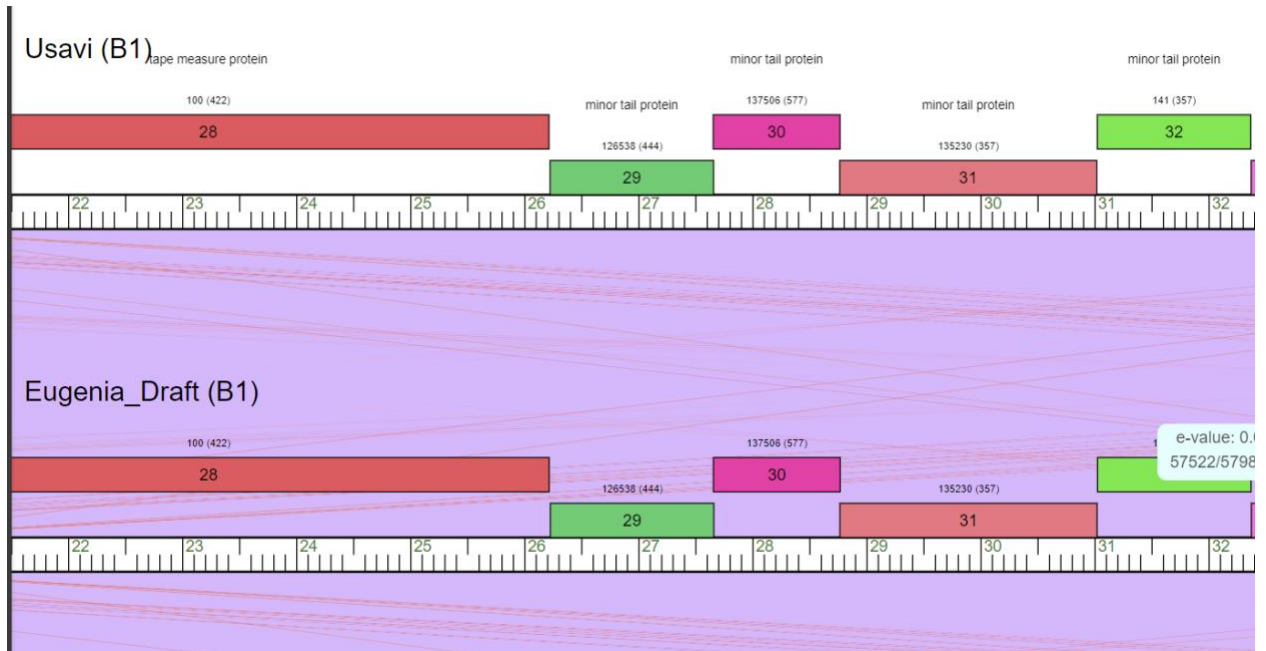 Usavi (B1)
tape measure protein
minor tail protein
minor tail protein
100 (422)
minor tail protein
137506 (577)
minor tail protein
141 (357)
28
30
32
126538 (444)
135230 (357)
29
31
22 23 24 25 26 27 28 29 30 31 32
Eugenia_Draft (B1)
100 (422)
137506 (577)
1
e-value: 0.
57522/5798
28
30
126538 (444)
135230 (357)
29
31
22 23 24 25 26 27 28 29 30 31 32